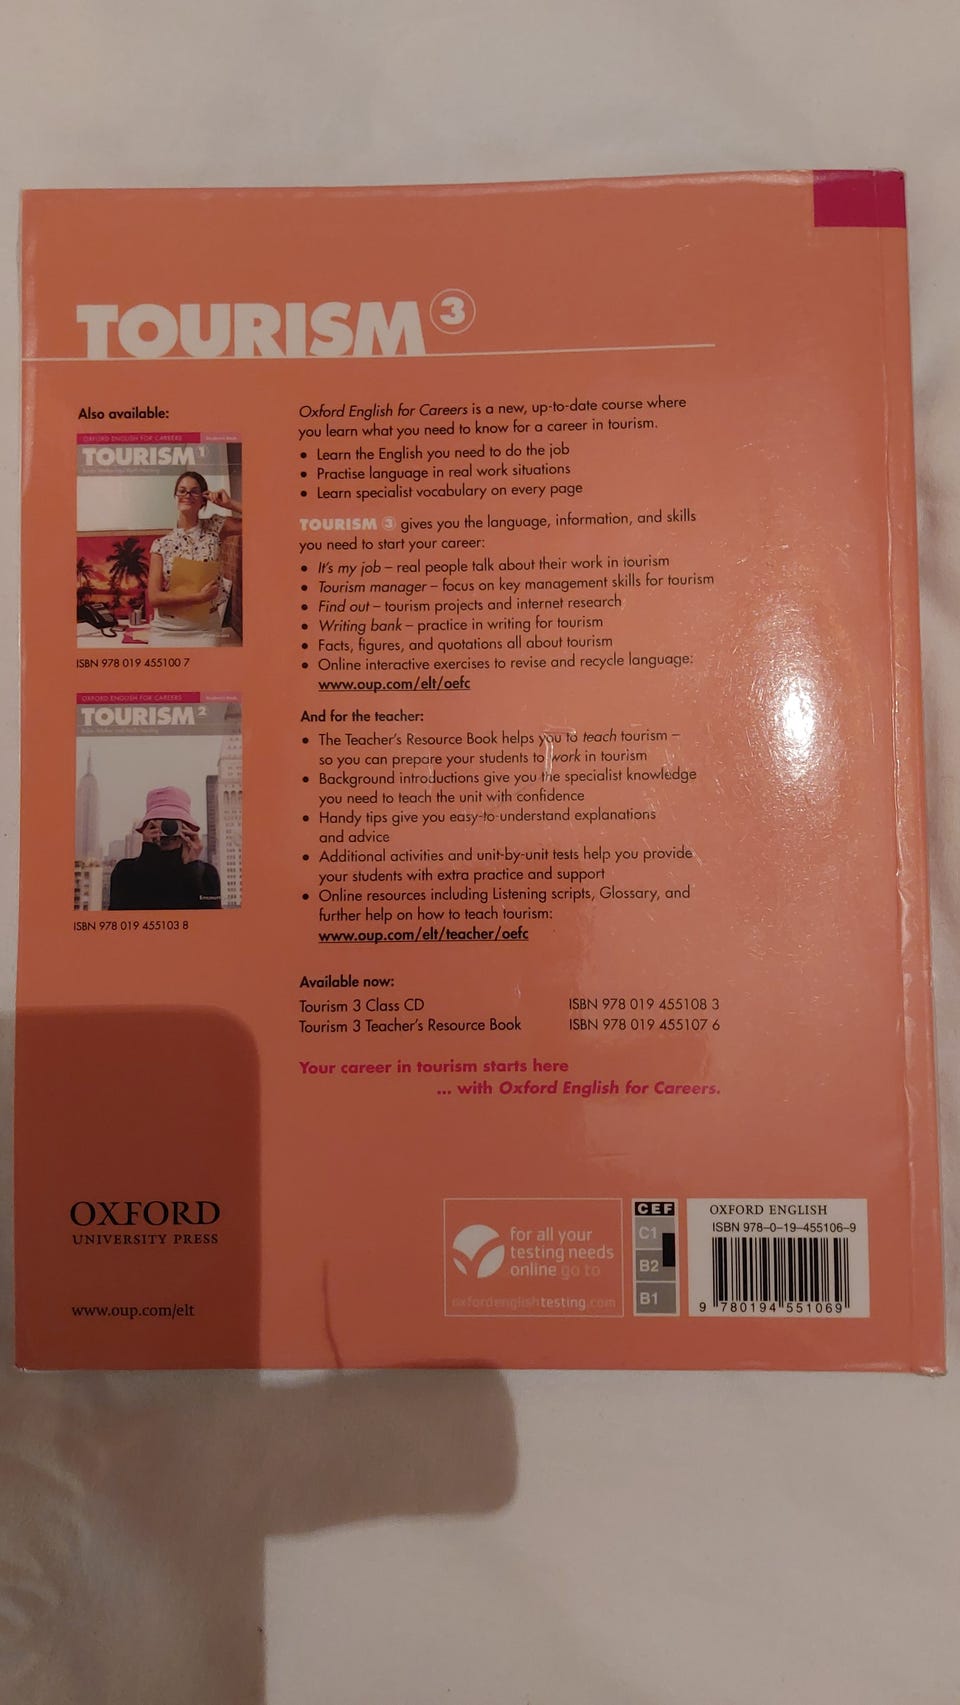 TOURISM 3
Also available:
OXFORD ENGLISH FOR CAREERS
TOURISM 1
ISBN 978 019 455100 7
OXFORD ENGLISH FOR CAREERS
TOURISM 2
ISBN 978 019 455103 8
Oxford English for Careers is a new, up-to-date course where
you learn what you need to know for a career in tourism.
• Learn the English you need to do the job
• Practise language in real work situations
• Learn specialist vocabulary on every page
TOURISM 3 gives you the language, information, and skills
you need to start your career:
• It's my job – real people talk about their work in tourism
• Tourism manager – focus on key management skills for tourism
• Find out – tourism projects and internet research
• Writing bank – practice in writing for tourism
• Facts, figures, and quotations all about tourism
• Online interactive exercises to revise and recycle language:
www.oup.com/elt/oefc
And for the teacher:
• The Teacher's Resource Book helps you to teach tourism –
so you can prepare your students to work in tourism
• Background introductions give you the specialist knowledge
you need to teach the unit with confidence
• Handy tips give you easy-to-understand explanations
and advice
• Additional activities and unit-by-unit tests help you provide
your students with extra practice and support
• Online resources including Listening scripts, Glossary, and
further help on how to teach tourism:
www.oup.com/elt/teacher/oefc
Available now:
Tourism 3 Class CD ISBN 978 019 455108 3
Tourism 3 Teacher's Resource Book ISBN 978 019 455107 6
Your career in tourism starts here
... with Oxford English for Careers.
OXFORD
UNIVERSITY PRESS
www.oup.com/elt
for all your
testing needs
online go to
oxfordenglishtesting.com
CEF
C1
B2
B1
OXFORD ENGLISH
ISBN 978-0-19-455106-9
9 780194 551069